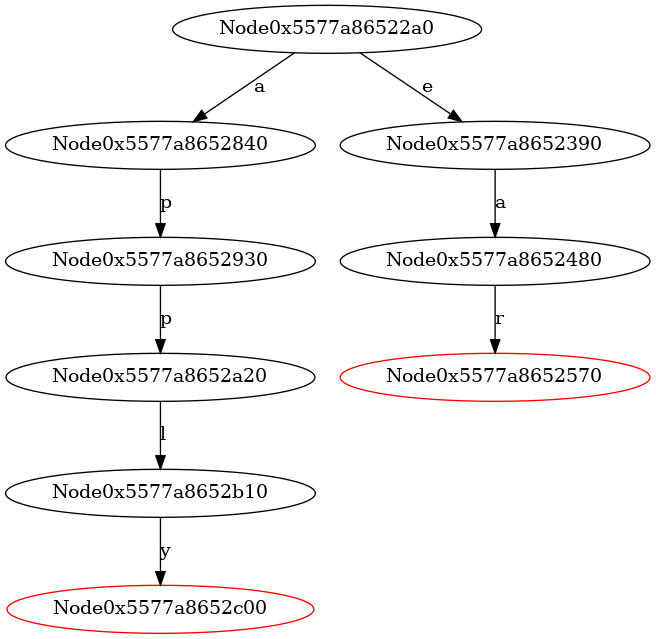 Node0x5577a86522a0
a
e
Node0x5577a8652840
Node0x5577a8652390
p
a
Node0x5577a8652930
Node0x5577a8652480
p
r
Node0x5577a8652a20
Node0x5577a8652570
l
Node0x5577a8652b10
y
Node0x5577a8652c00